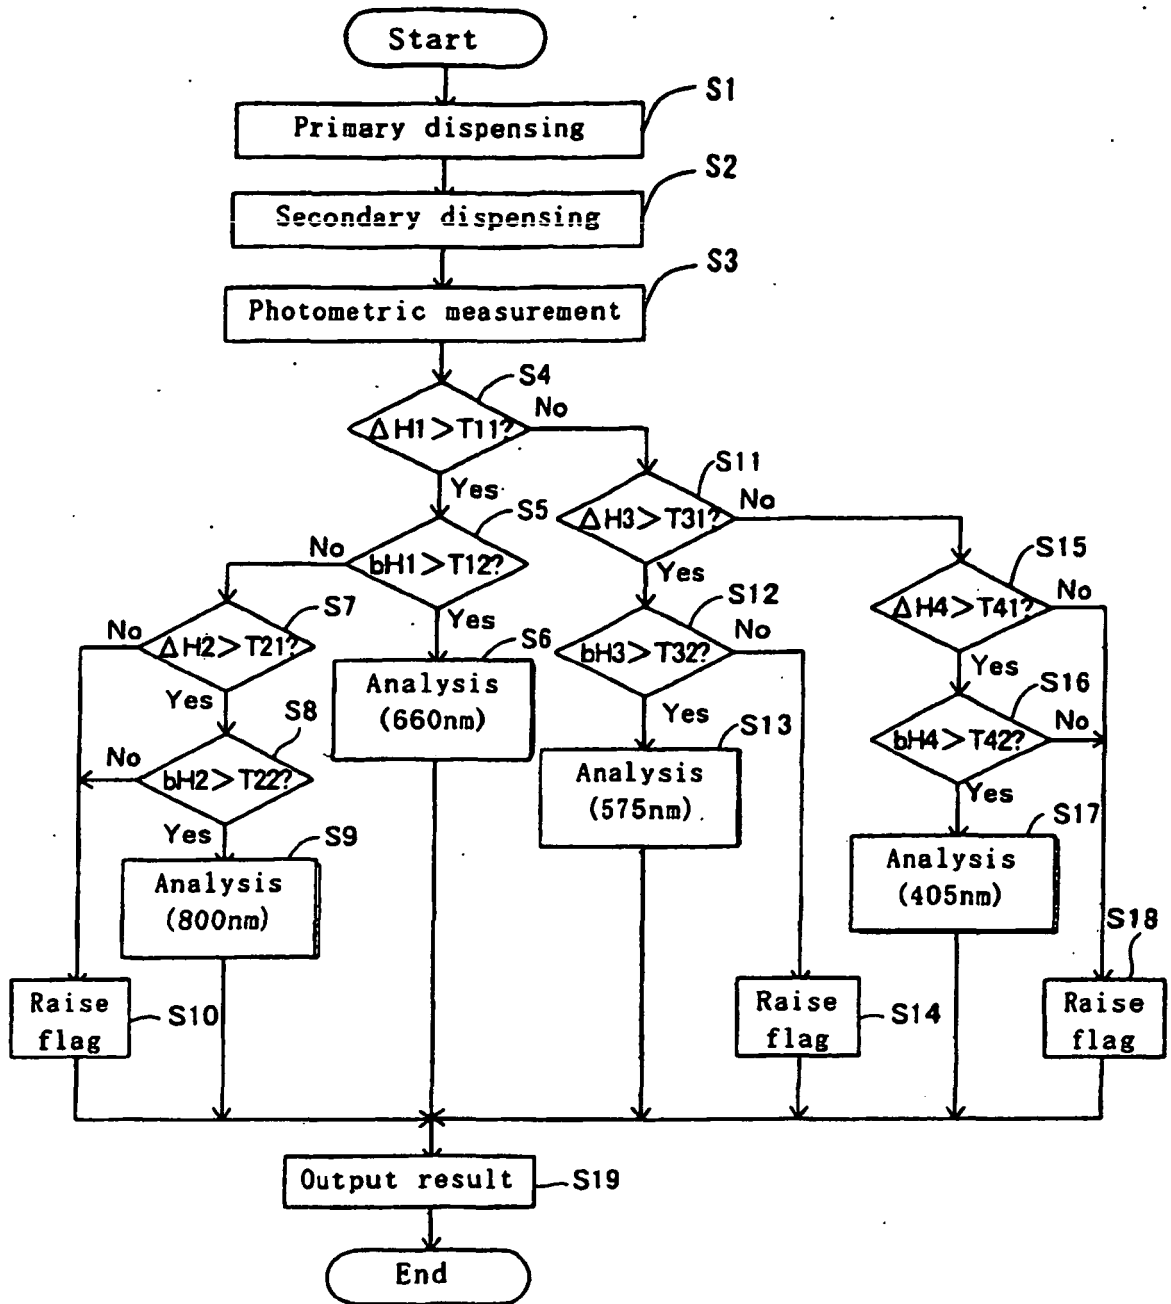 Start
S1
Primary dispensing
S2
Secondary dispensing
S3
Photometric measurement
S4
ΔH1>T11?
No
Yes
S11
ΔH3>T31?
No
Yes
S5
bH1>T12?
No
Yes
S15
ΔH4>T41?
No
Yes
S7
ΔH2>T21?
No
Yes
S12
bH3>T32?
No
Yes
S6
Analysis
(660nm)
S16
bH4>T42?
No
Yes
S8
bH2>T22?
No
Yes
S13
Analysis
(575nm)
S17
Analysis
(405nm)
S9
Analysis
(800nm)
Raise
flag
S10
Raise
flag
S14
S18
Raise
flag
Output result
S19
End